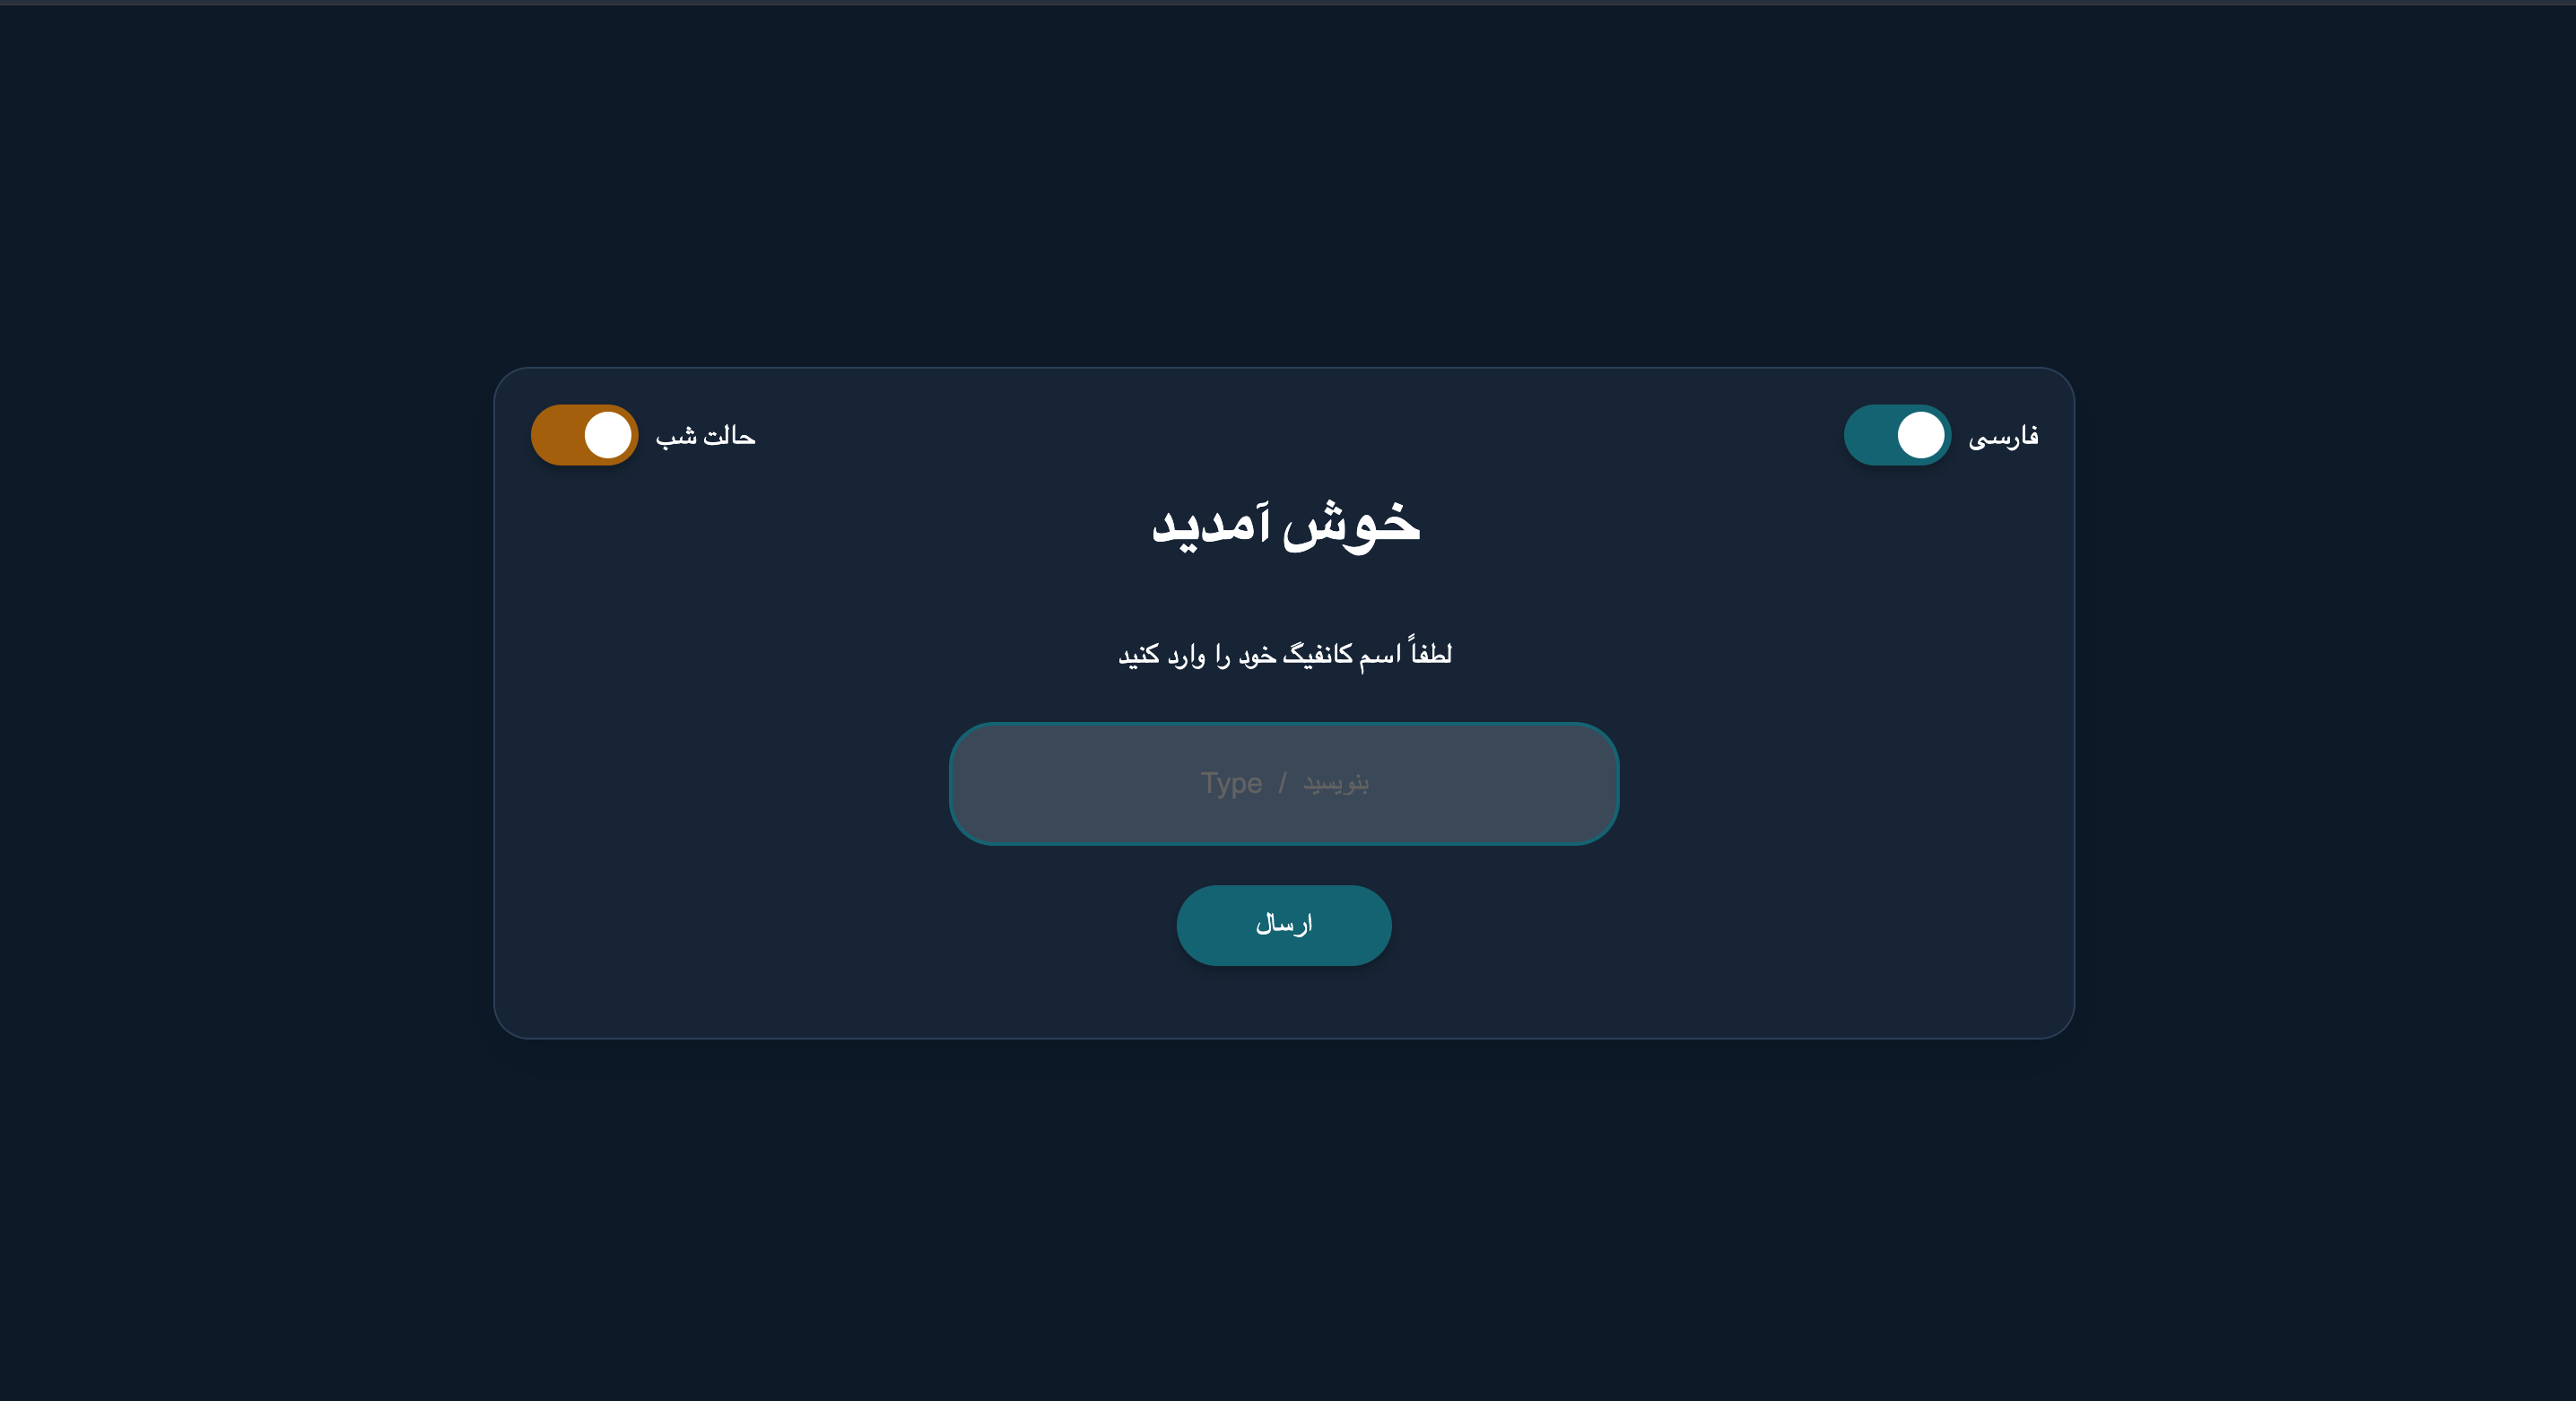 فارسی
حالت شب
خوش آمدید
لطفاً اسم کانفیگ خود را وارد کنید
بنویسید / Type
ارسال